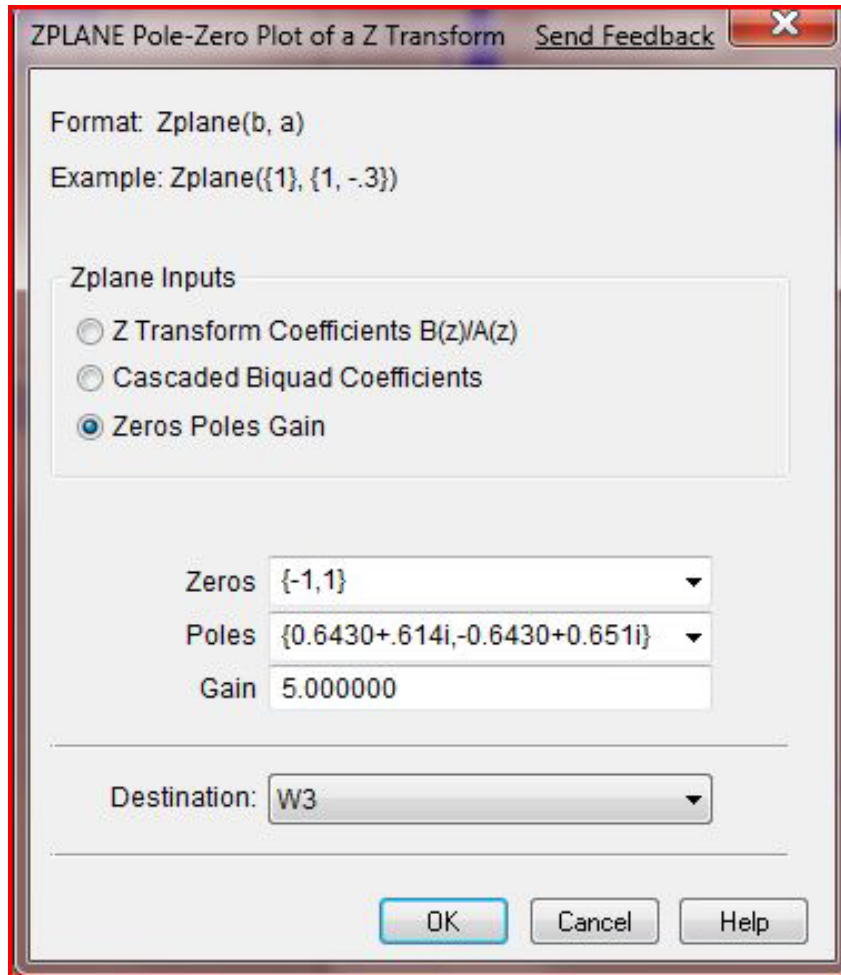 ZPLANE Pole-Zero Plot of a Z Transform Send Feedback
Format: Zplane(b, a)
Example: Zplane({1}, {1, -.3})
Zplane Inputs
Z Transform Coefficients B(z)/A(z)
Cascaded Biquad Coefficients
Zeros Poles Gain
Zeros {-1,1}
Poles {0.6430+.614i,-0.6430+0.651i}
Gain 5.000000
Destination: W3
OK Cancel Help